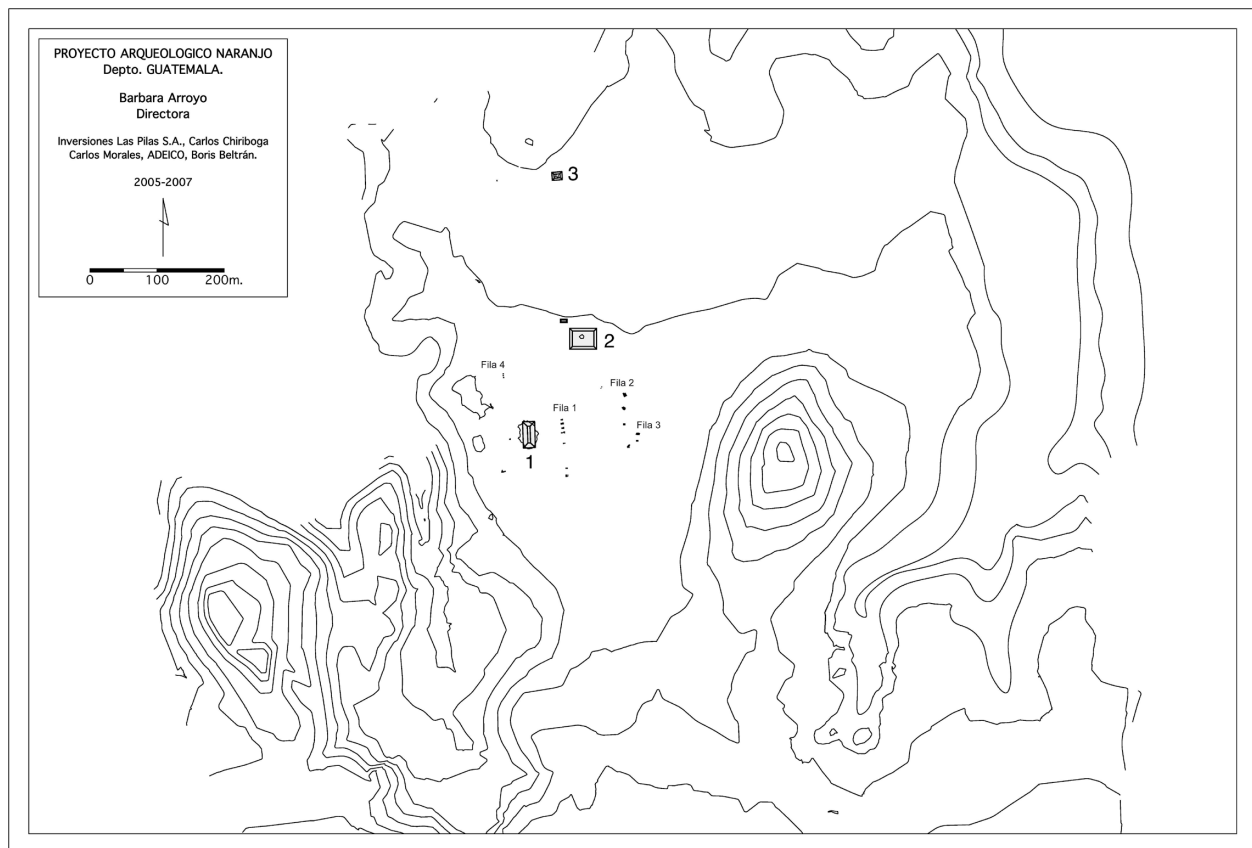 PROYECTO ARQUEOLOGICO NARANJO
Depto. GUATEMALA.
Barbara Arroyo
Directora
Inversiones Las Pilas S.A., Carlos Chiriboga
Carlos Morales, ADEICO, Boris Beltrán.
2005-2007
0 100 200m.
3
2
Fila 4
Fila 2
Fila 1
Fila 3
1